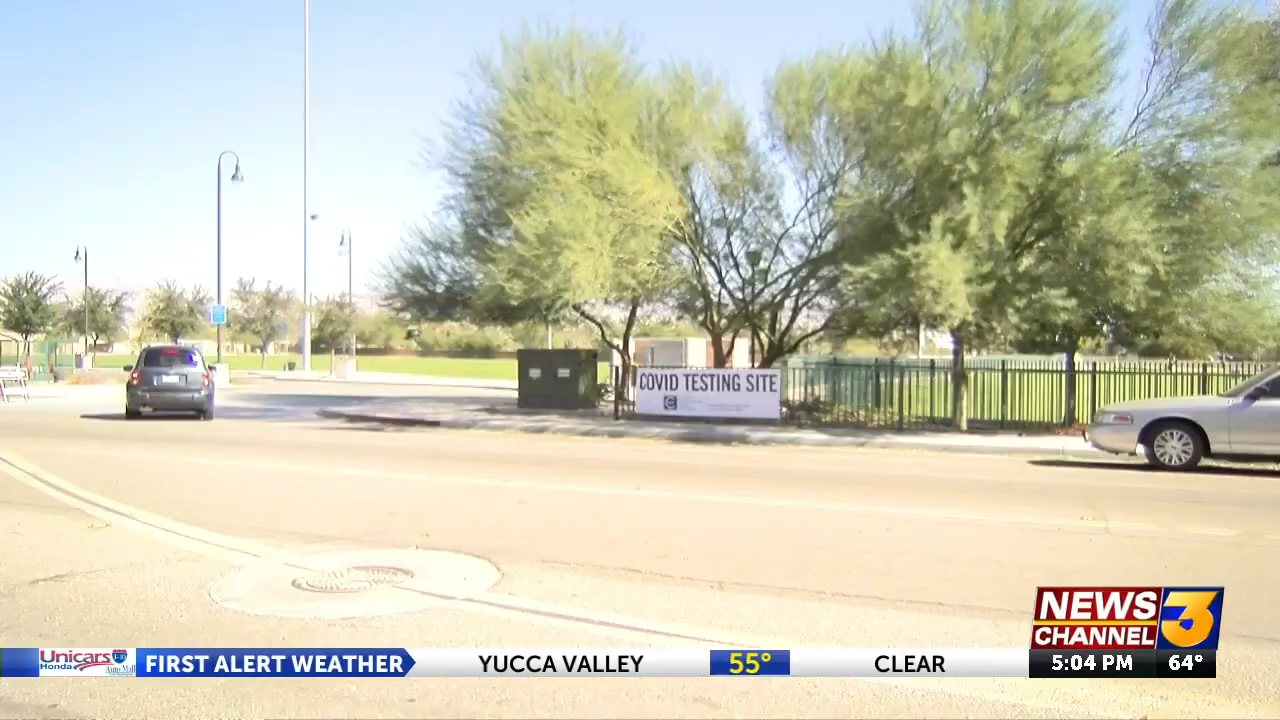 COVID TESTING SITE
NEWS
CHANNEL 3
5:04 PM 64°
Unicars
Honda
FIRST ALERT WEATHER YUCCA VALLEY 55° CLEAR